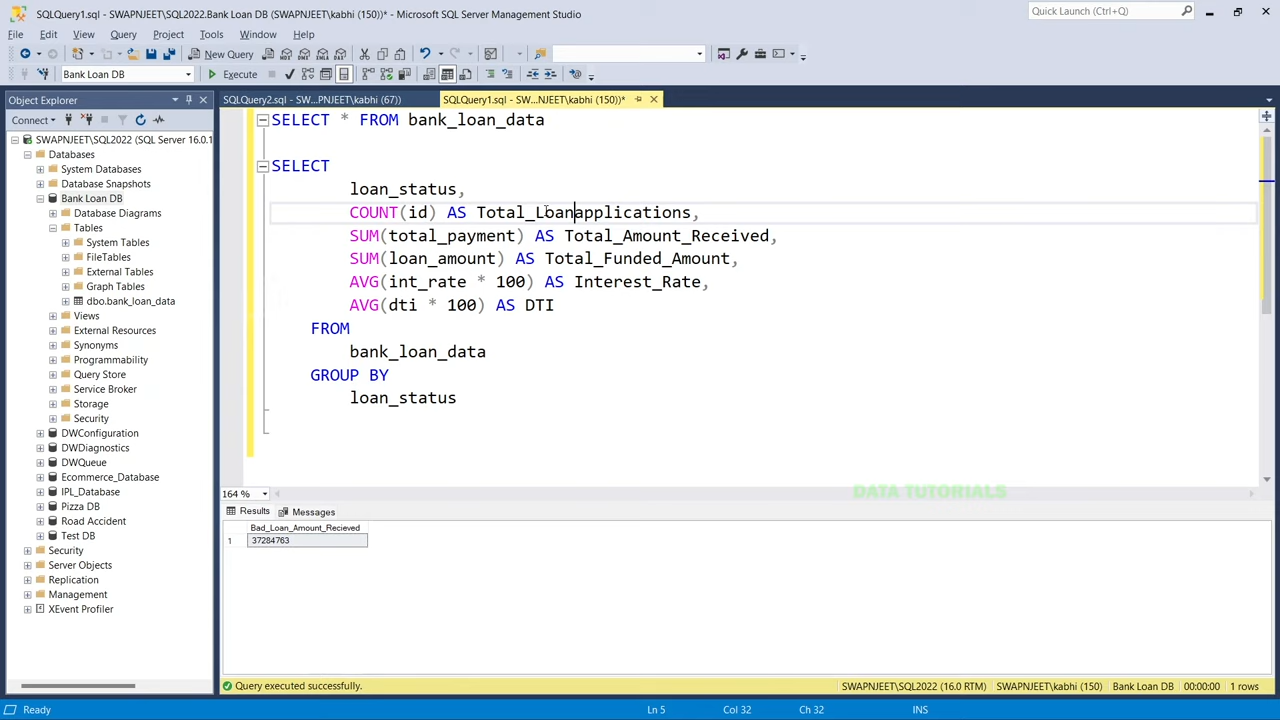 SQLQuery1.sql - SWAPNJEET\SQL2022.Bank Loan DB (SWAPNJEET\kabhi (150))* - Microsoft SQL Server Management Studio
Quick Launch (Ctrl+Q)
File Edit View Query Project Tools Window Help
New Query
Bank Loan DB
Execute
Object Explorer
SQLQuery2.sql - SW...PNJEET\kabhi (67))
SQLQuery1.sql - SW...NJEET\kabhi (150))*
Connect
SWAPNJEET\SQL2022 (SQL Server 16.0.1
Databases
System Databases
Database Snapshots
Bank Loan DB
Database Diagrams
Tables
System Tables
FileTables
External Tables
Graph Tables
dbo.bank_loan_data
Views
External Resources
Synonyms
Programmability
Query Store
Service Broker
Storage
Security
DWConfiguration
DWDiagnostics
DWQueue
Ecommerce_Database
IPL_Database
Pizza DB
Road Accident
Test DB
Security
Server Objects
Replication
Management
XEvent Profiler
SELECT * FROM bank_loan_data
SELECT
loan_status,
COUNT(id) AS Total_Loanapplications,
SUM(total_payment) AS Total_Amount_Received,
SUM(loan_amount) AS Total_Funded_Amount,
AVG(int_rate * 100) AS Interest_Rate,
AVG(dti * 100) AS DTI
FROM
bank_loan_data
GROUP BY
loan_status
DATA TUTORIALS
164 %
Results Messages
Bad_Loan_Amount_Recieved
1 37284763
Query executed successfully.
SWAPNJEET\SQL2022 (16.0 RTM) SWAPNJEET\kabhi (150) Bank Loan DB 00:00:00 1 rows
Ready Ln 5 Col 32 Ch 32 INS